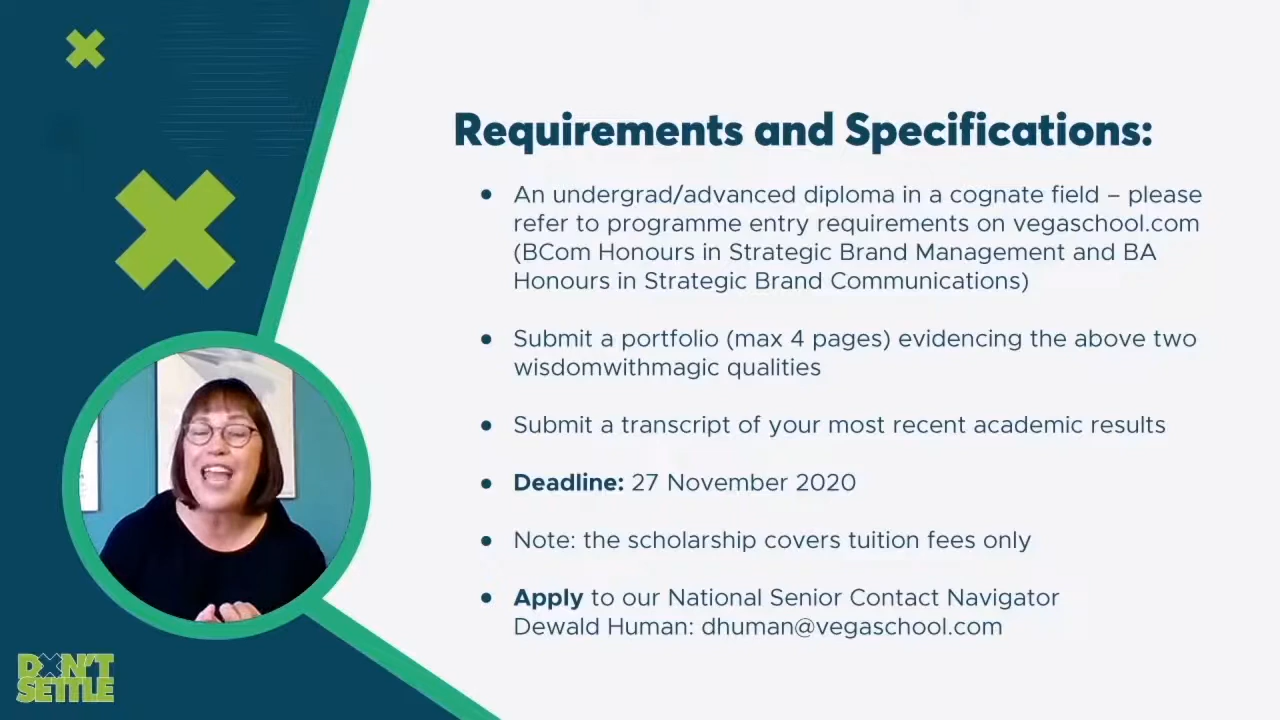 Requirements and Specifications:
• An undergrad/advanced diploma in a cognate field – please
refer to programme entry requirements on vegaschool.com
(BCom Honours in Strategic Brand Management and BA
Honours in Strategic Brand Communications)
• Submit a portfolio (max 4 pages) evidencing the above two
wisdomwithmagic qualities
• Submit a transcript of your most recent academic results
• Deadline: 27 November 2020
• Note: the scholarship covers tuition fees only
• Apply to our National Senior Contact Navigator
Dewald Human: dhuman@vegaschool.com
DON'T
SETTLE